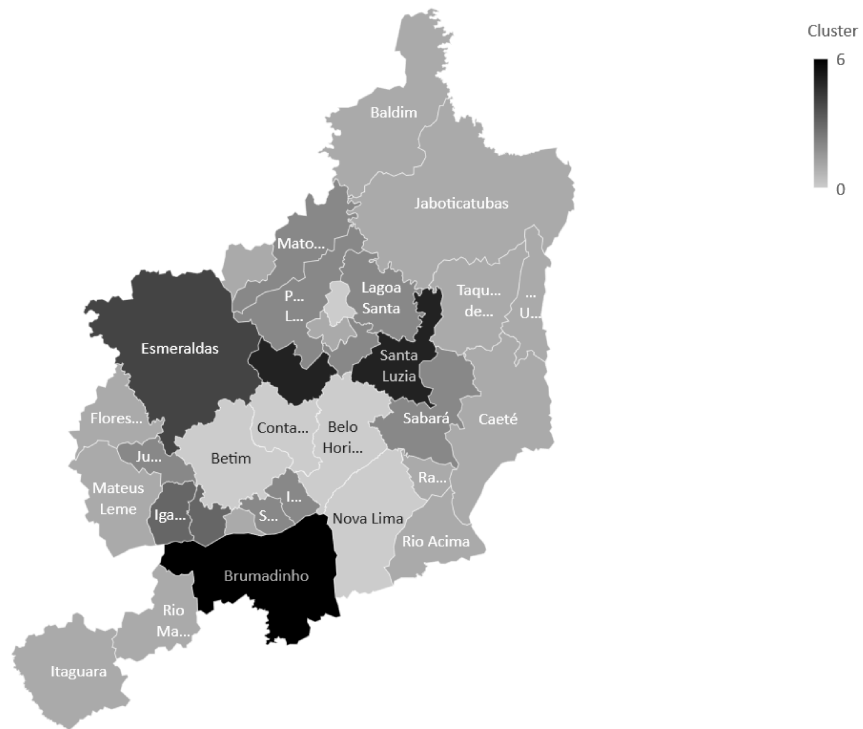 Cluster
6
0
Baldim
Jaboticatubas
Mato...
Lagoa
Santa
P...
L...
Taqu...
de...
...
U...
Esmeraldas
Santa
Luzia
Flores...
Conta...
Belo
Hori...
Sabará
Caeté
Ju...
Betim
Mateus
Leme
Ra...
I...
Iga...
S...
Nova Lima
Rio Acima
Brumadinho
Rio
Ma...
Itaguara